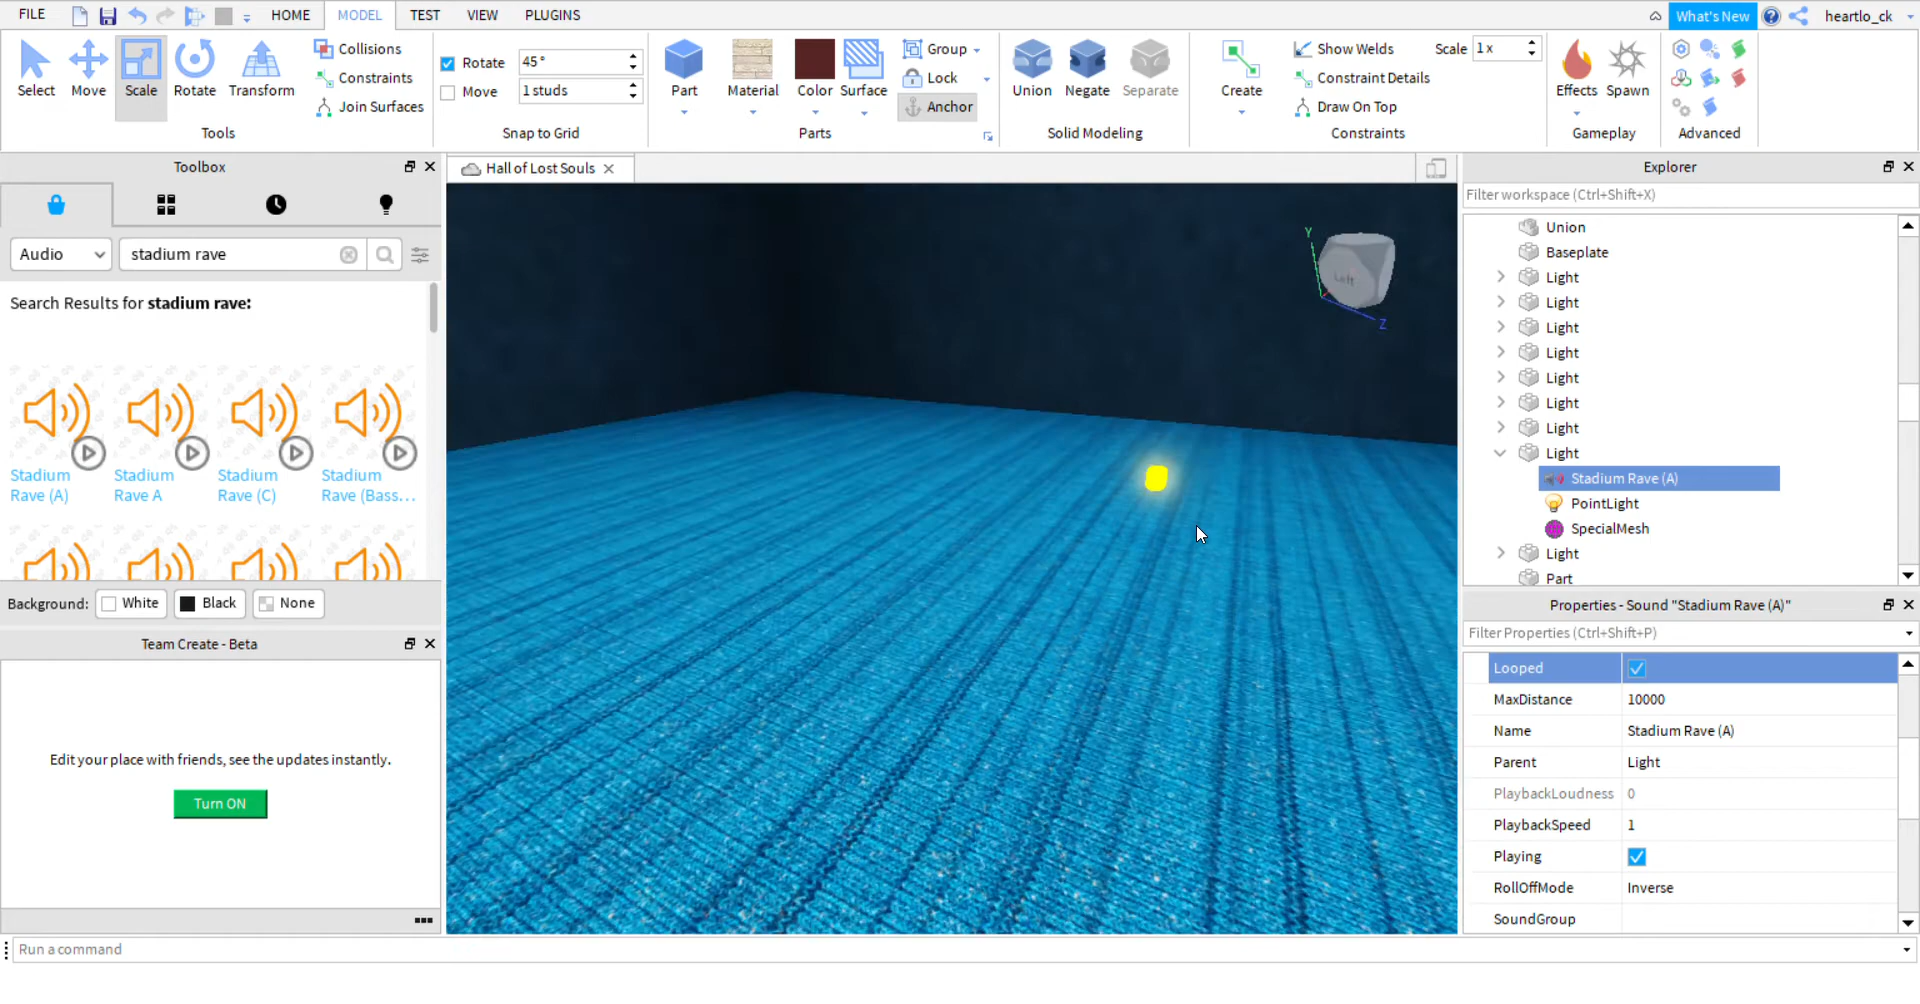 FILE
HOME
MODEL
TEST
VIEW
PLUGINS
What's New
heartlo_ck
Select
Move
Scale
Rotate
Transform
Collisions
Constraints
Join Surfaces
Tools
Rotate
45 °
Move
1 studs
Snap to Grid
Part
Material
Color
Surface
Group
Lock
Anchor
Parts
Union
Negate
Separate
Solid Modeling
Create
Show Welds
Scale
1 x
Constraint Details
Draw On Top
Constraints
Effects
Spawn
Gameplay
Advanced
Toolbox
Audio
stadium rave
Search Results for stadium rave:
Stadium
Rave (A)
Stadium
Rave A
Stadium
Rave (C)
Stadium
Rave (Bass...
Background:
White
Black
None
Team Create - Beta
Edit your place with friends, see the updates instantly.
Turn ON
Run a command
Hall of Lost Souls
Y
Left
Z
Explorer
Filter workspace (Ctrl+Shift+X)
Union
Baseplate
Light
Light
Light
Light
Light
Light
Light
Light
Stadium Rave (A)
PointLight
SpecialMesh
Light
Part
Properties - Sound "Stadium Rave (A)"
Filter Properties (Ctrl+Shift+P)
Looped
MaxDistance 10000
Name Stadium Rave (A)
Parent Light
PlaybackLoudness 0
PlaybackSpeed 1
Playing
RollOffMode Inverse
SoundGroup